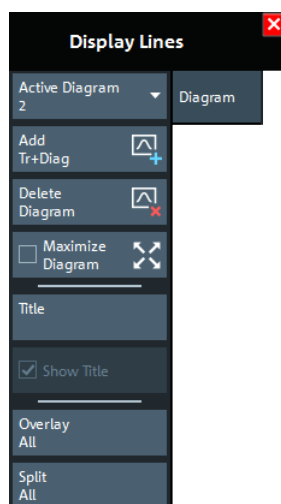 Display Lines
Active Diagram
2
Diagram
Add
Tr+Diag
Delete
Diagram
Maximize
Diagram
Title
Show Title
Overlay
All
Split
All